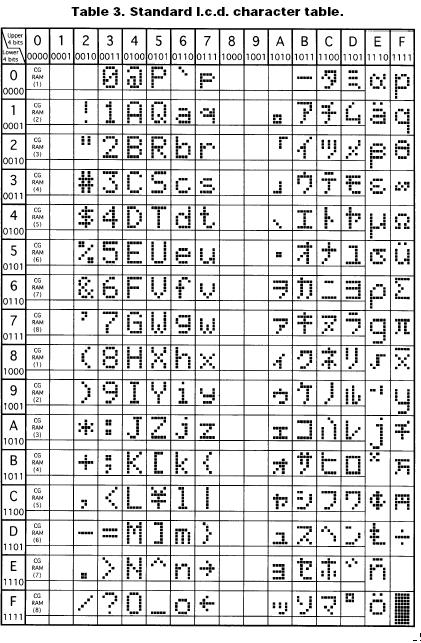 Table 3. Standard l.c.d. character table.
Upper 4 bits 0 1 2 3 4 5 6 7 8 9 A B C D E F
Lower 4 bits 0000 0001 0010 0011 0100 0101 0110 0111 1000 1001 1010 1011 1100 1101 1110 1111
0 0000 CG RAM (1) 0 @ P ` p ー タ ミ α p
1 0001 CG RAM (2) ! 1 A Q a q 。 ア チ ム ä q
2 0010 CG RAM (3) " 2 B R b r 「 イ ツ メ β θ
3 0011 CG RAM (4) # 3 C S c s 」 ウ テ モ ε ∞
4 0100 CG RAM (5) $ 4 D T d t 、 エ ト ヤ μ Ω
5 0101 CG RAM (6) % 5 E U e u ・ オ ナ ユ σ ü
6 0110 CG RAM (7) & 6 F V f v ヲ カ ニ ヨ ρ Σ
7 0111 CG RAM (8) ' 7 G W g w ァ キ ヌ ラ g π
8 1000 CG RAM (1) ( 8 H X h x ィ ク ネ リ √ x̄
9 1001 CG RAM (2) ) 9 I Y i y ゥ ケ ノ ル ⁻¹ y
A 1010 CG RAM (3) * : J Z j z ェ コ ハ レ j 千
B 1011 CG RAM (4) + ; K [ k { ォ サ ヒ ロ ˣ 万
C 1100 CG RAM (5) , < L ¥ l | ャ シ フ ワ ¢ 円
D 1101 CG RAM (6) - = M ] m } ュ ス ヘ ン £ ÷
E 1110 CG RAM (7) . > N ^ n → ョ セ ホ ゛ ñ
F 1111 CG RAM (8) / ? O _ o ← ッ ソ マ ゜ ö █